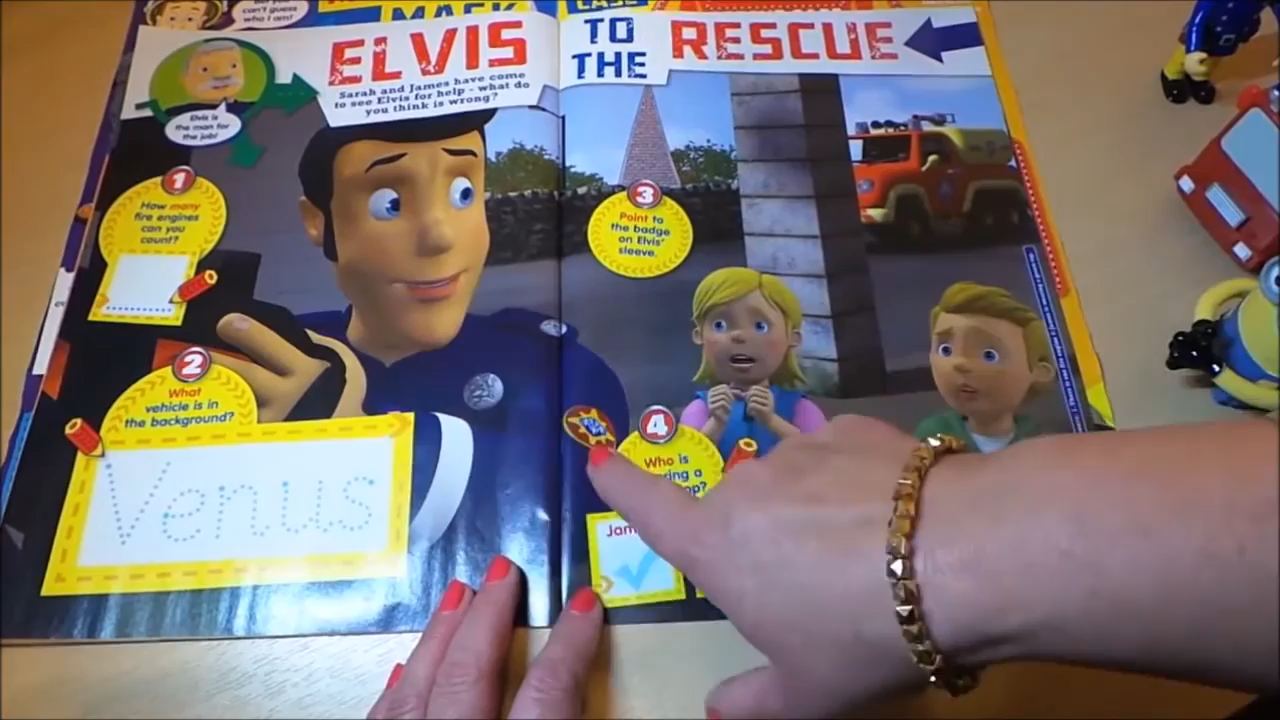 can't guess
who I am!
MASK
ELVIS TO THE RESCUE
Sarah and James have come
to see Elvis for help - what do
you think is wrong?
Elvis is
the man for
the job!
1
How many
fire engines
can you
count?
2
What
vehicle is in
the background?
Venus
3
Point to
the badge
on Elvis'
sleeve.
4
Who is